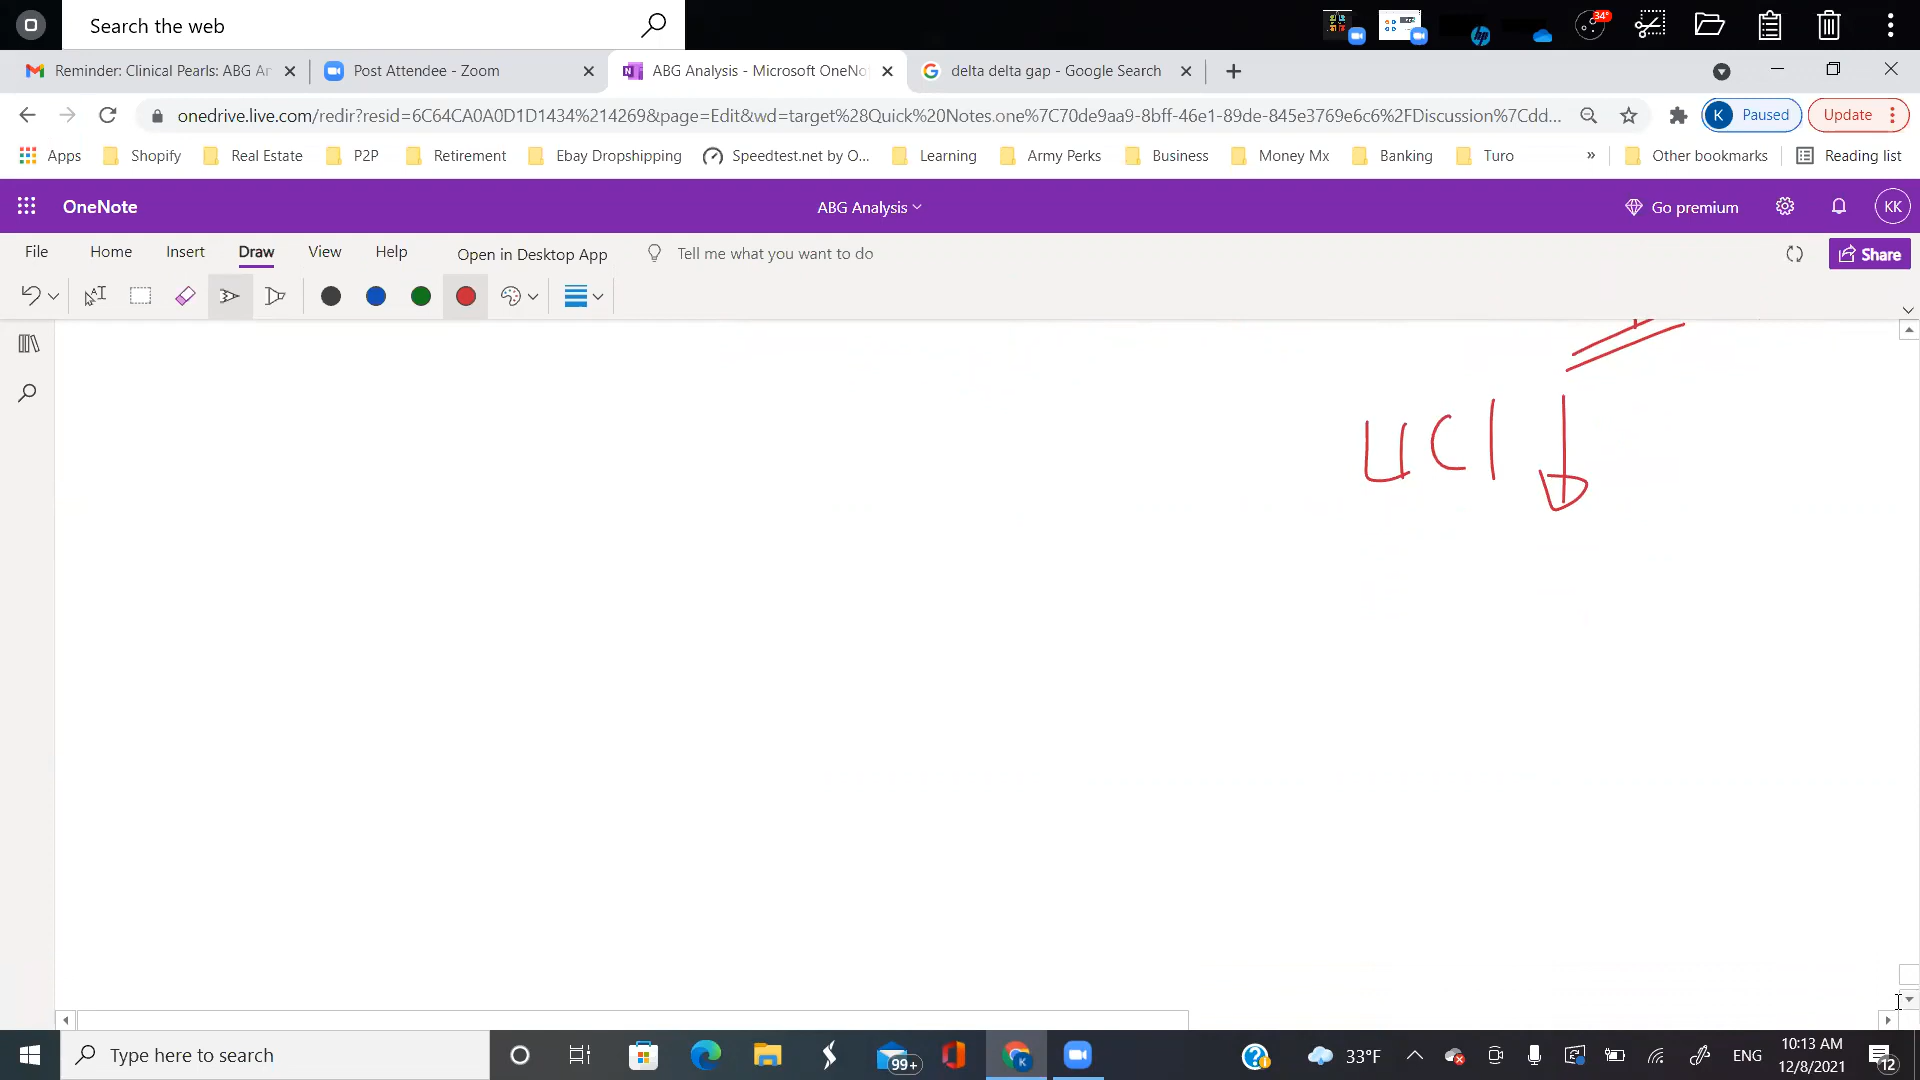 Search the web
34°
Reminder: Clinical Pearls: ABG An
Post Attendee - Zoom
ABG Analysis - Microsoft OneNo
delta delta gap - Google Search
onedrive.live.com/redir?resid=6C64CA0A0D1D1434%214269&page=Edit&wd=target%28Quick%20Notes.one%7C70de9aa9-8bff-46e1-89de-845e3769e6c6%2FDiscussion%7Cdd...
K Paused
Update
Apps Shopify Real Estate P2P Retirement Ebay Dropshipping Speedtest.net by O... Learning Army Perks Business Money Mx Banking Turo » Other bookmarks Reading list
OneNote
ABG Analysis
Go premium
KK
File Home Insert Draw View Help Open in Desktop App Tell me what you want to do
Share
UCl
Type here to search
99+
33°F
ENG
10:13 AM
12/8/2021
12